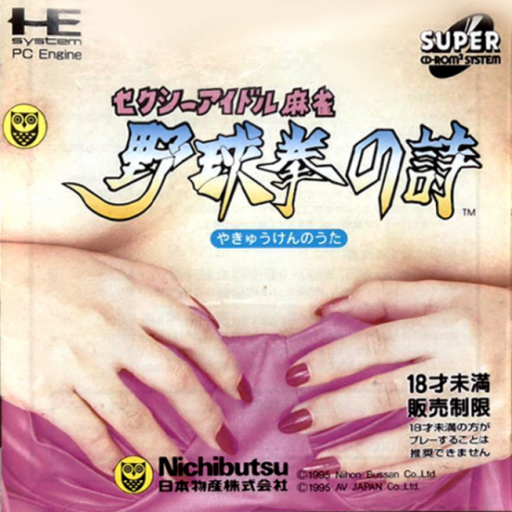 HE
system
PC Engine
SUPER
CD-ROM² SYSTEM
セクシーアイドル麻雀
野球拳の詩
TM
やきゅうけんのうた
18才未満
販売制限
18才未満の方が
プレーすることは
推奨できません
Nichibutsu
日本物産株式会社
©1995 Nihon Bussan Co.,Ltd.
©1995 AV JAPAN Co.,Ltd.